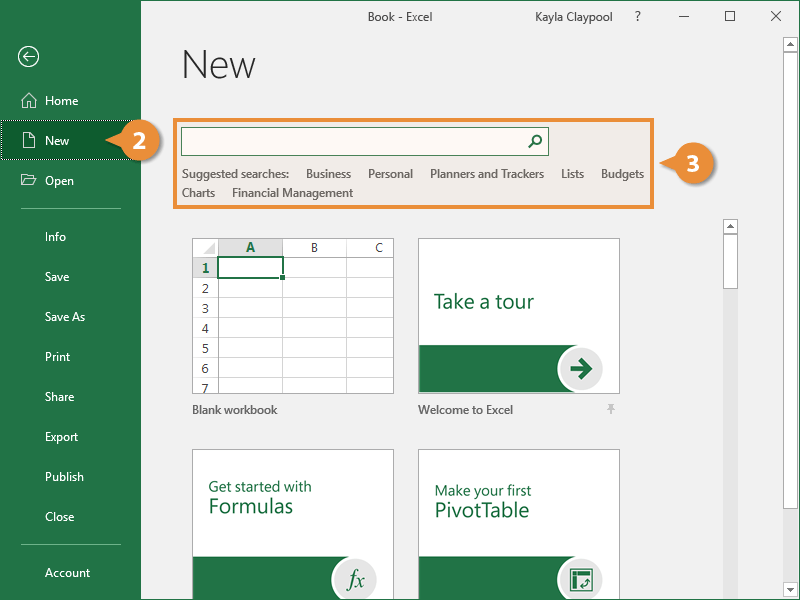 Book - Excel
Kayla Claypool
?
New
Home
New
2
Open
Info
Save
Save As
Print
Share
Export
Publish
Close
Account
3
Suggested searches: Business Personal Planners and Trackers Lists Budgets
Charts Financial Management
A B C
1
2
3
4
5
6
7
Blank workbook
Take a tour
Welcome to Excel
Get started with
Formulas
fx
Make your first
PivotTable